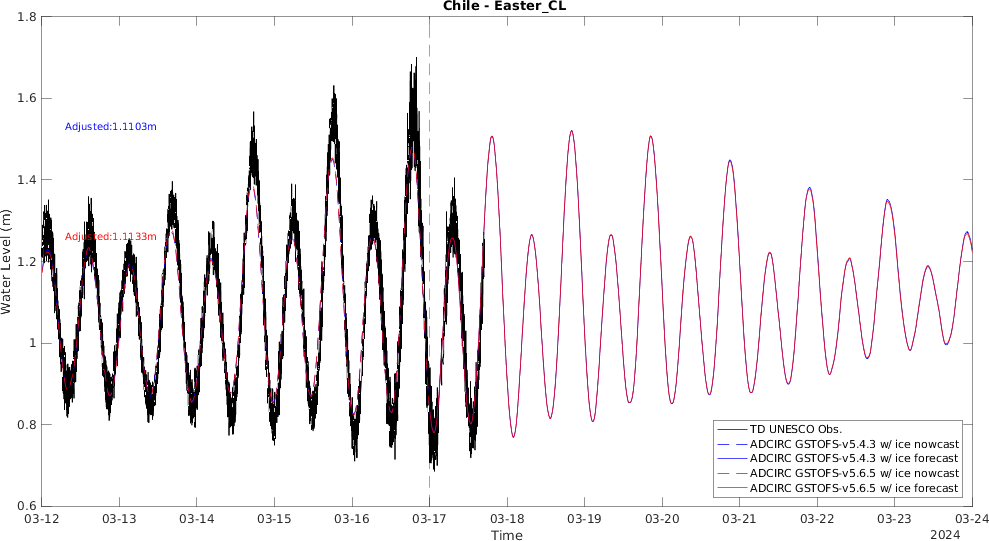 Chile - Easter_CL
1.8
1.6
1.4
1.2
1
0.8
0.6
Water Level (m)
Adjusted:1.1103m
Adjusted:1.1133m
TD UNESCO Obs.
ADCIRC GSTOFS-v5.4.3 w/ ice nowcast
ADCIRC GSTOFS-v5.4.3 w/ ice forecast
ADCIRC GSTOFS-v5.6.5 w/ ice nowcast
ADCIRC GSTOFS-v5.6.5 w/ ice forecast
03-12 03-13 03-14 03-15 03-16 03-17 03-18 03-19 03-20 03-21 03-22 03-23 03-24
Time
2024